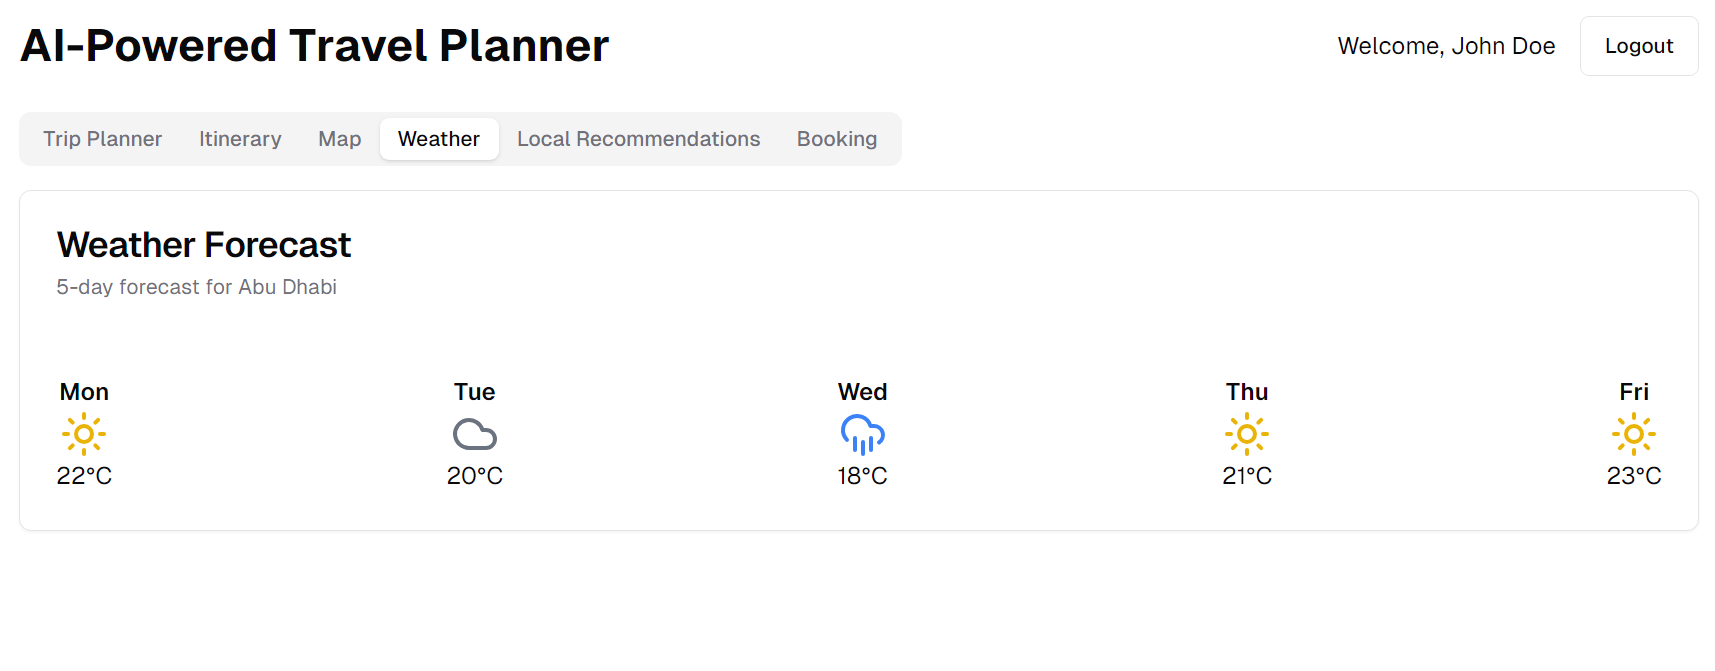 AI-Powered Travel Planner
Welcome, John Doe
Logout
Trip Planner
Itinerary
Map
Weather
Local Recommendations
Booking
Weather Forecast
5-day forecast for Abu Dhabi
Mon
22°C
Tue
20°C
Wed
18°C
Thu
21°C
Fri
23°C